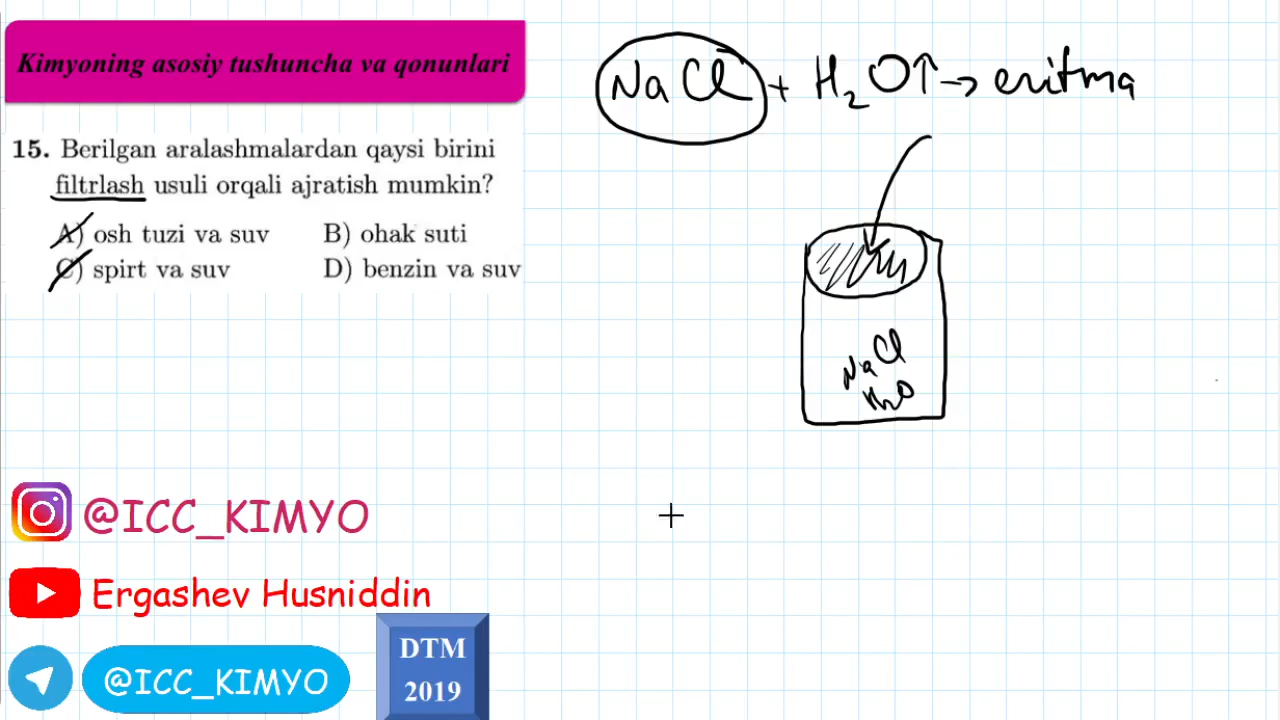 Kimyoning asosiy tushuncha va qonunlari
15. Berilgan aralashmalardan qaysi birini
filtrlash usuli orqali ajratish mumkin?
A) osh tuzi va suv B) ohak suti
C) spirt va suv D) benzin va suv
NaCl + H₂O↑ → eritma
NaCl
H₂O
@ICC_KIMYO
Ergashev Husniddin
@ICC_KIMYO
DTM
2019